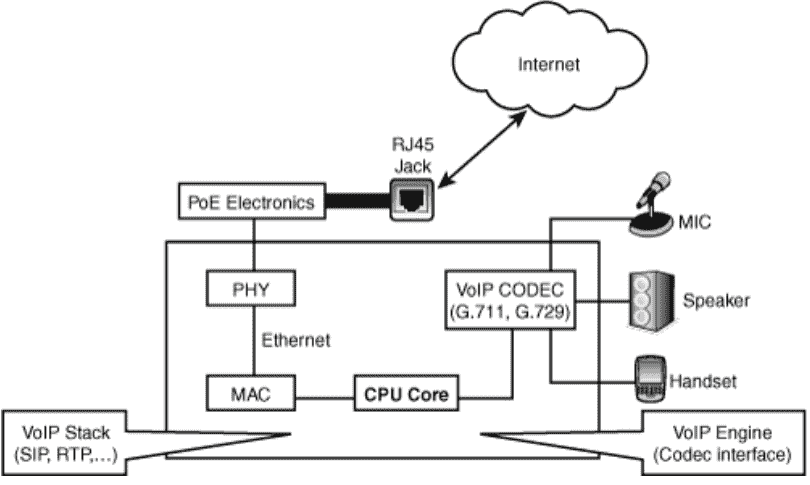 Internet
RJ45
Jack
PoE Electronics
MIC
PHY
VoIP CODEC
(G.711, G.729)
Speaker
Ethernet
MAC
CPU Core
Handset
VoIP Stack
(SIP, RTP,...)
VoIP Engine
(Codec interface)